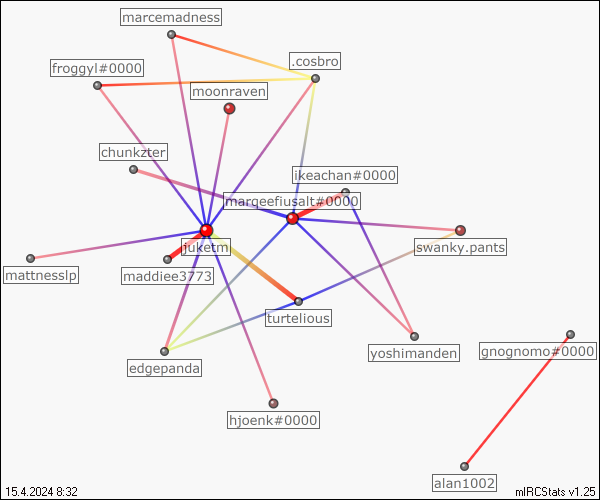 marcemadness
.cosbro
froggyl#0000
moonraven
chunkzter
ikeachan#0000
marqeefiusalt#0000
juketm
swanky.pants
mattnesslp
maddiee3773
turtelious
yoshimanden
gnognomo#0000
edgepanda
hjoenk#0000
alan1002
15.4.2024 8:32
mIRCStats v1.25